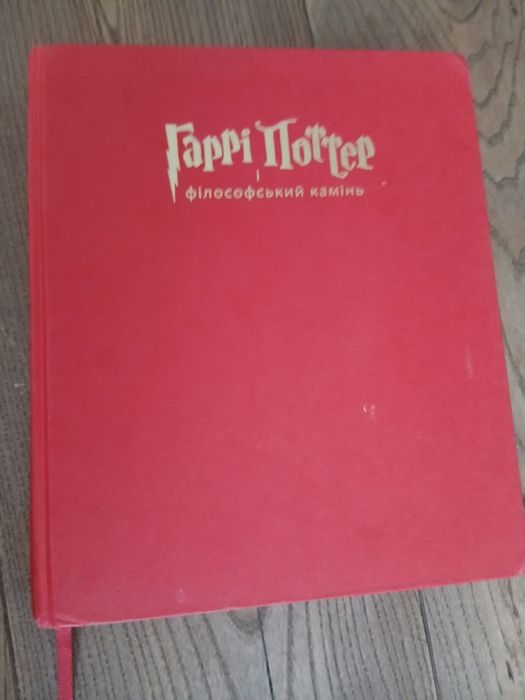 Гаррі Поттер
і
філософський камінь